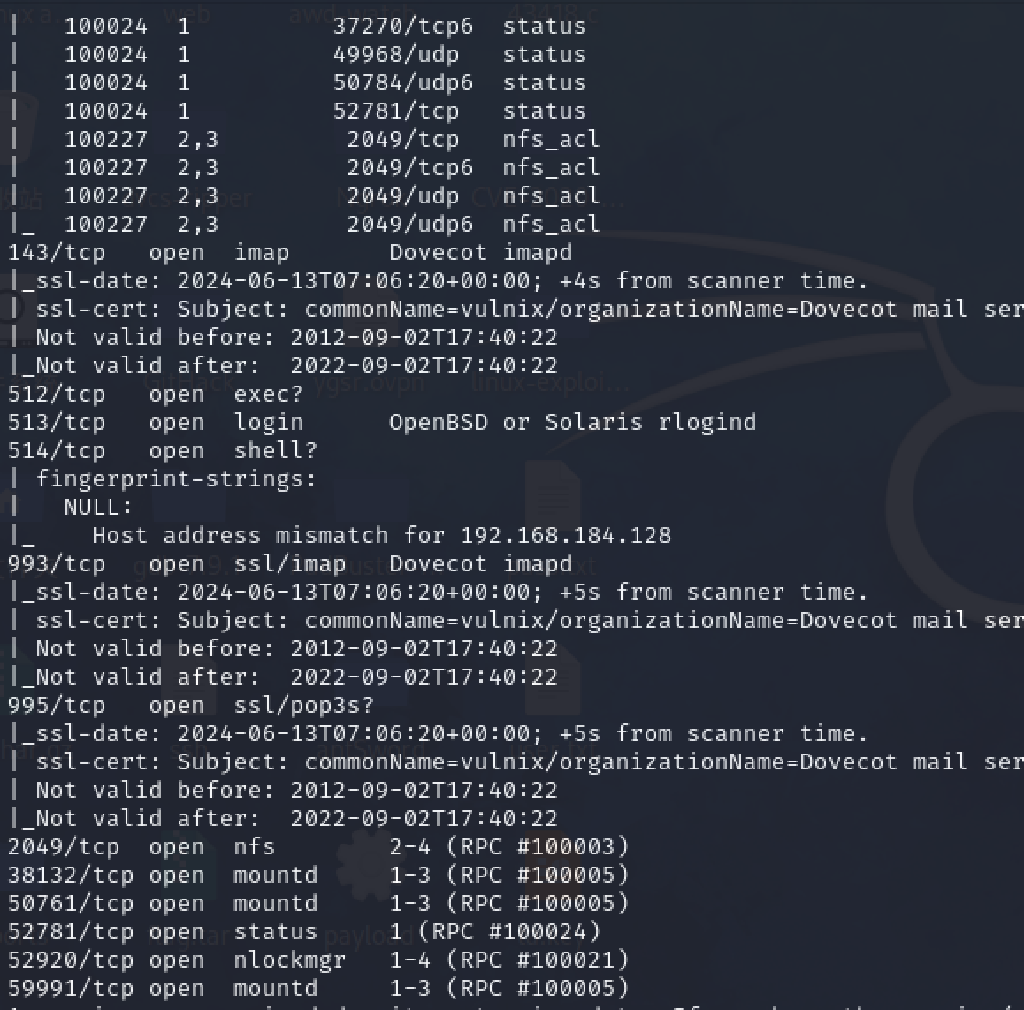 |   100024  1          37270/tcp6  status
|   100024  1          49968/udp   status
|   100024  1          50784/udp6  status
|   100024  1          52781/tcp   status
|   100227  2,3         2049/tcp   nfs_acl
|   100227  2,3         2049/tcp6  nfs_acl
|   100227  2,3         2049/udp   nfs_acl
|_  100227  2,3         2049/udp6  nfs_acl
143/tcp   open  imap       Dovecot imapd
|_ssl-date: 2024-06-13T07:06:20+00:00; +4s from scanner time.
| ssl-cert: Subject: commonName=vulnix/organizationName=Dovecot mail ser
| Not valid before: 2012-09-02T17:40:22
|_Not valid after:  2022-09-02T17:40:22
512/tcp   open  exec?
513/tcp   open  login      OpenBSD or Solaris rlogind
514/tcp   open  shell?
| fingerprint-strings:
|   NULL:
|_    Host address mismatch for 192.168.184.128
993/tcp   open  ssl/imap   Dovecot imapd
|_ssl-date: 2024-06-13T07:06:20+00:00; +5s from scanner time.
| ssl-cert: Subject: commonName=vulnix/organizationName=Dovecot mail ser
| Not valid before: 2012-09-02T17:40:22
|_Not valid after:  2022-09-02T17:40:22
995/tcp   open  ssl/pop3s?
|_ssl-date: 2024-06-13T07:06:20+00:00; +5s from scanner time.
| ssl-cert: Subject: commonName=vulnix/organizationName=Dovecot mail ser
| Not valid before: 2012-09-02T17:40:22
|_Not valid after:  2022-09-02T17:40:22
2049/tcp  open  nfs        2-4 (RPC #100003)
38132/tcp open  mountd     1-3 (RPC #100005)
50761/tcp open  mountd     1-3 (RPC #100005)
52781/tcp open  status     1 (RPC #100024)
52920/tcp open  nlockmgr   1-4 (RPC #100021)
59991/tcp open  mountd     1-3 (RPC #100005)